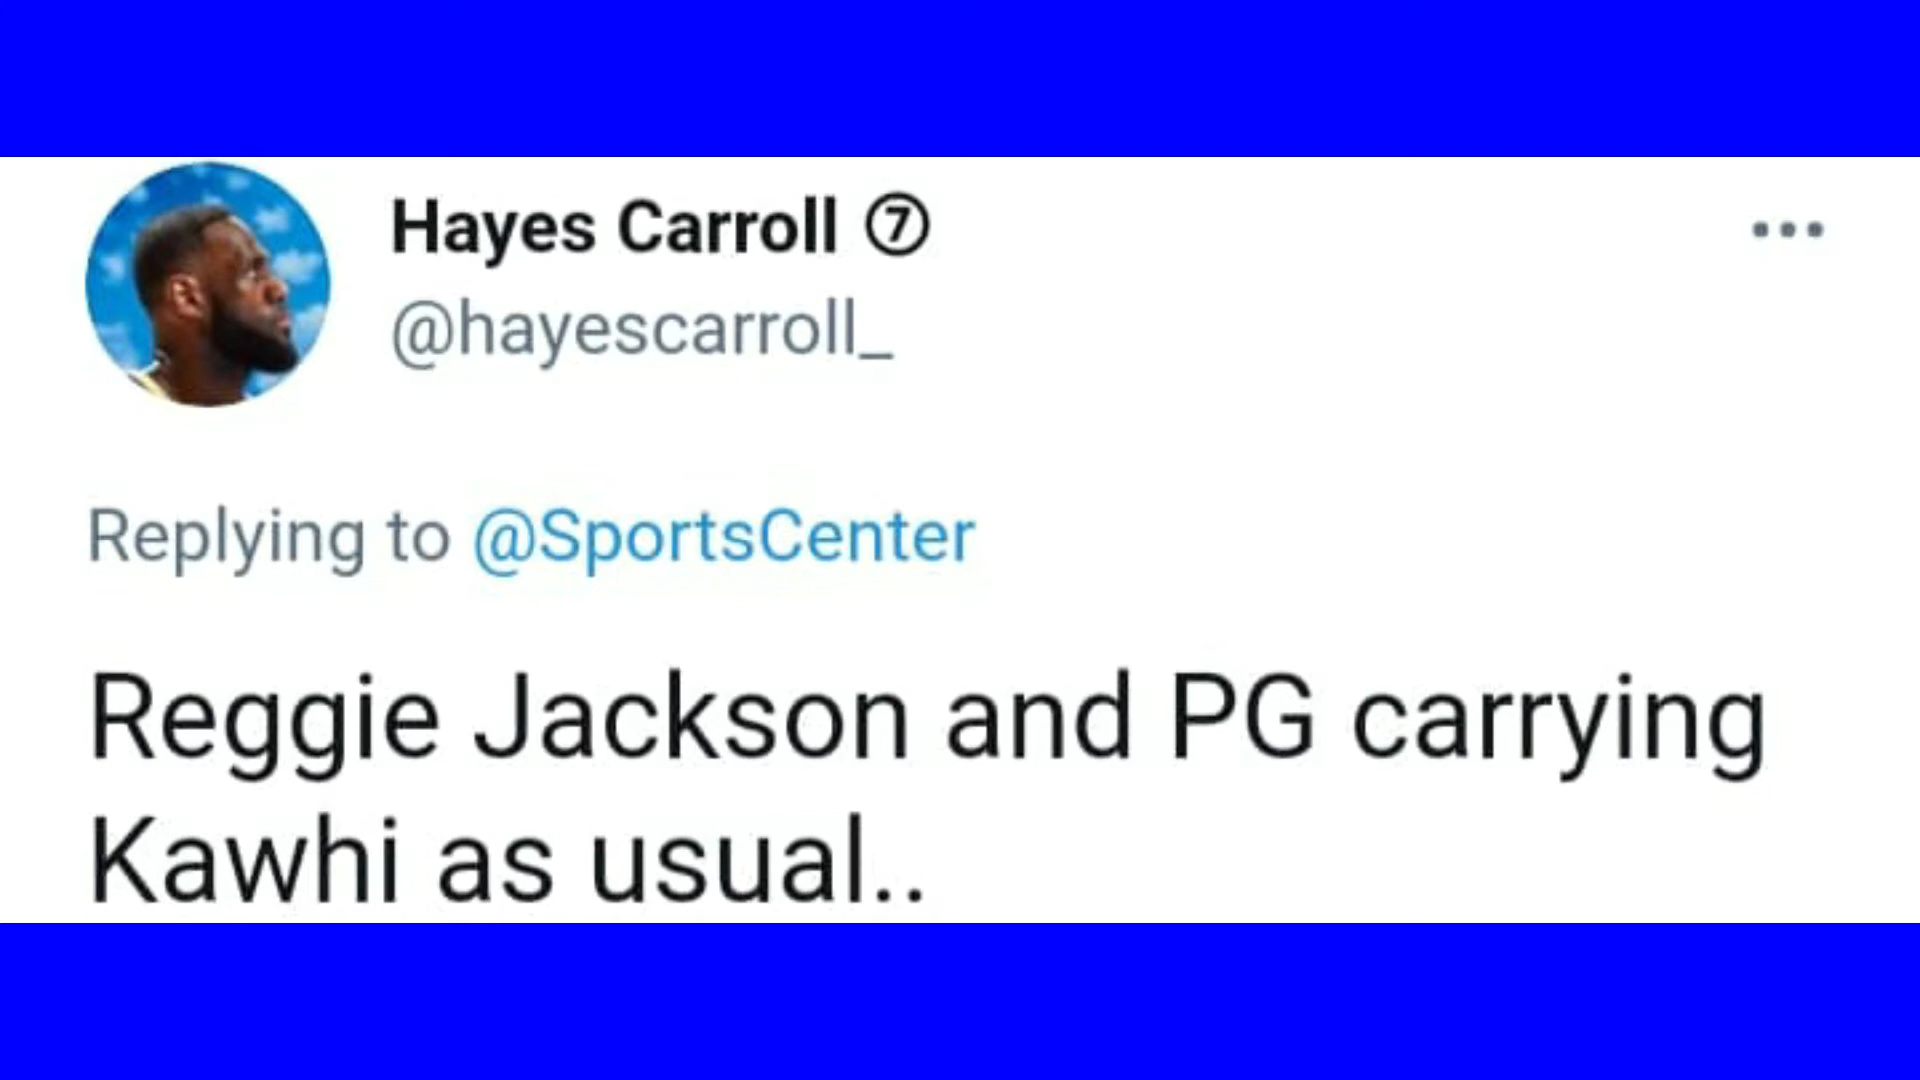 Hayes Carroll ⑦
@hayescarroll_
Replying to @SportsCenter
Reggie Jackson and PG carrying
Kawhi as usual..